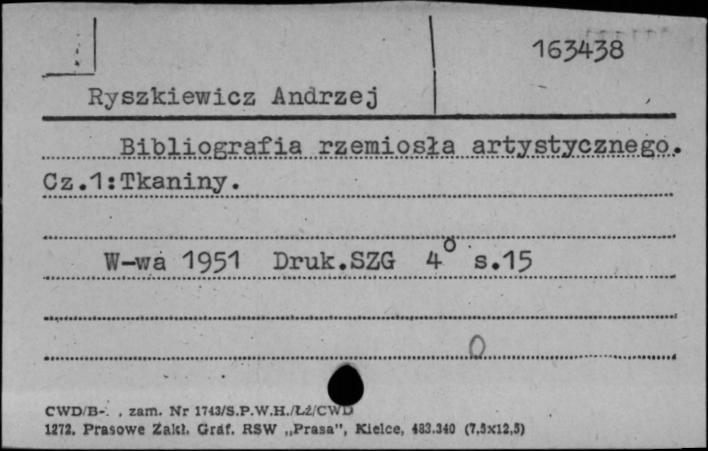 163438
Ryszkiewicz Andrzej
Bibliografia rzemiosła artystycznego.
Cz.1:Tkaniny.
W-wa 1951 Druk.SZG 4° s.15
0
CWD/B-. , zam. Nr 1743/S.P.W.H./Łż/CWD
1272. Prasowe Zakł. Graf. RSW „Prasa", Kielce, 483.340 (7,5x12,5)